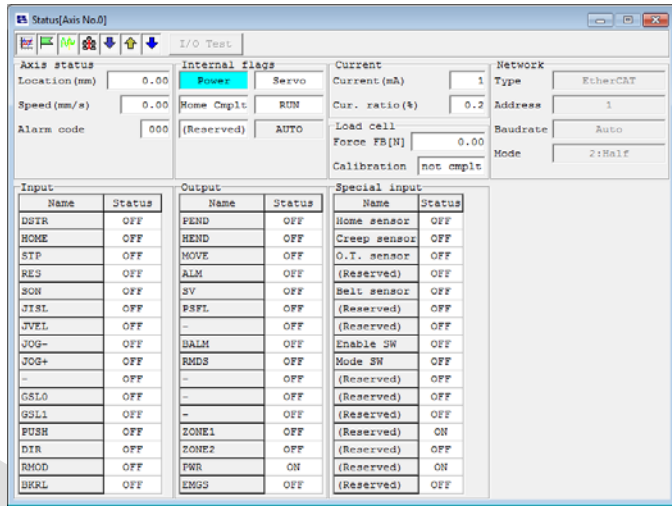 Status[Axis No.0]
I/O Test
Axis status
Location(mm) 0.00
Speed(mm/s) 0.00
Alarm code 000
Internal flags
Power Servo
Home Cmplt RUN
(Reserved) AUTO
Current
Current(mA) 1
Cur. ratio(%) 0.2
Load cell
Force FB[N] 0.00
Calibration not cmplt
Network
Type EtherCAT
Address 1
Baudrate Auto
Mode 2:Half
Input
Name Status
DSTR OFF
HOME OFF
STP OFF
RES OFF
SON OFF
JISL OFF
JVEL OFF
JOG- OFF
JOG+ OFF
- OFF
GSL0 OFF
GSL1 OFF
PUSH OFF
DIR OFF
RMOD OFF
BKRL OFF
Output
Name Status
PEND OFF
HEND OFF
MOVE OFF
ALM OFF
SV OFF
PSFL OFF
- OFF
BALM OFF
RMDS OFF
- OFF
- OFF
- OFF
ZONE1 OFF
ZONE2 OFF
PWR ON
EMGS OFF
Special input
Name Status
Home sensor OFF
Creep sensor OFF
O.T. sensor OFF
(Reserved) OFF
Belt sensor OFF
(Reserved) OFF
(Reserved) OFF
Enable SW OFF
Mode SW OFF
(Reserved) OFF
(Reserved) OFF
(Reserved) OFF
(Reserved) ON
(Reserved) OFF
(Reserved) ON
(Reserved) OFF